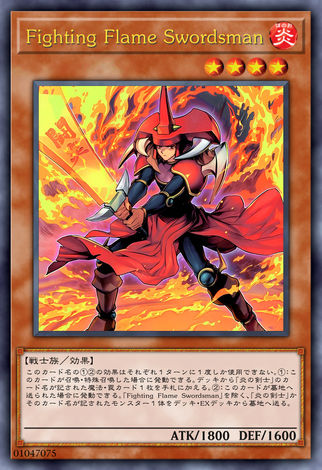 Fighting Flame Swordsman
炎
闘
【戦士族／効果】
このカード名の①②の効果はそれぞれ１ターンに１度しか使用できない。①：こ
のカードが召喚・特殊召喚した場合に発動できる。デッキから「炎の剣士」のカ
ード名が記された魔法・罠カード１枚を手札に加える。②：このカードが墓地へ
送られた場合に発動できる。「Fighting Flame Swordsman」を除く、「炎の剣士」か
そのカード名が記されたモンスター１体をデッキ・EXデッキから墓地へ送る。
ATK/1800 DEF/1600
01047075